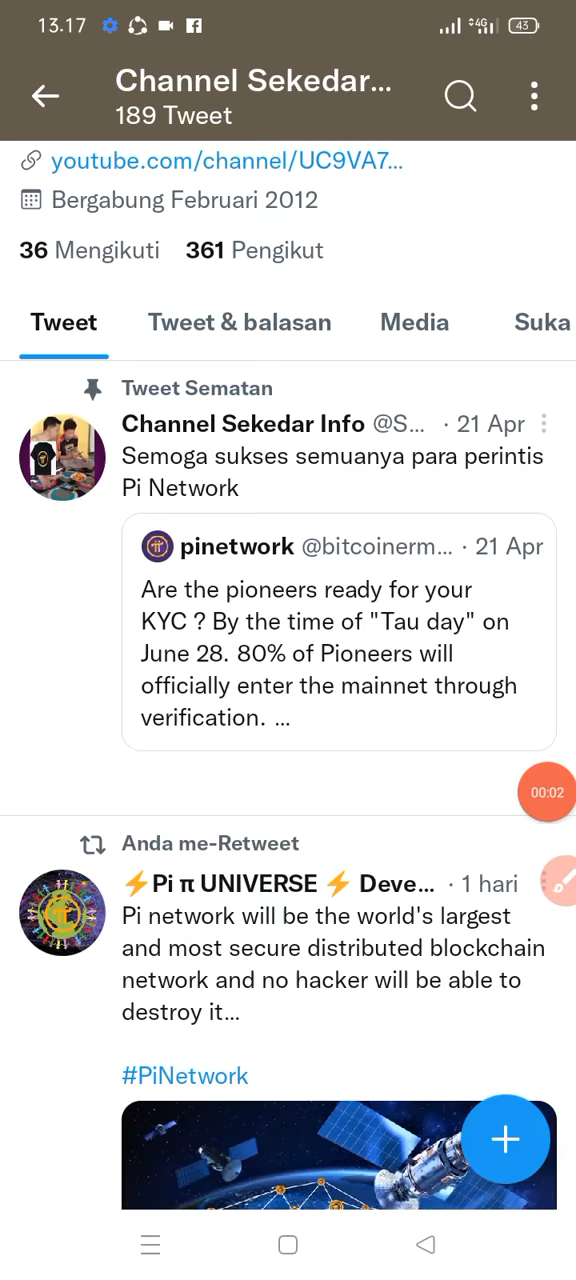 13.17 4G 43
Channel Sekedar...
189 Tweet
youtube.com/channel/UC9VA7...
Bergabung Februari 2012
36 Mengikuti 361 Pengikut
Tweet Tweet & balasan Media Suka
Tweet Sematan
Channel Sekedar Info @S... · 21 Apr
Semoga sukses semuanya para perintis
Pi Network
pinetwork @bitcoinerm... · 21 Apr
Are the pioneers ready for your
KYC ? By the time of "Tau day" on
June 28. 80% of Pioneers will
officially enter the mainnet through
verification. ...
00:02
Anda me-Retweet
⚡Pi π UNIVERSE ⚡ Deve... · 1 hari
Pi network will be the world's largest
and most secure distributed blockchain
network and no hacker will be able to
destroy it...
#PiNetwork